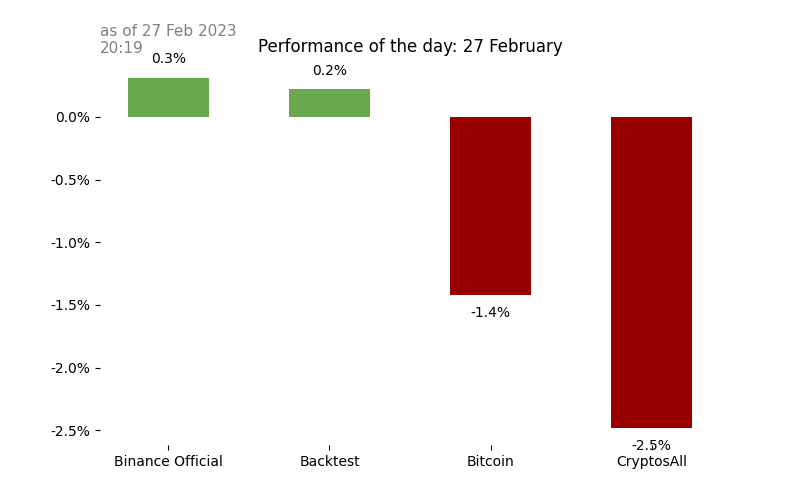 as of 27 Feb 2023
20:19
Performance of the day: 27 February
0.3%
0.2%
0.0%
-0.5%
-1.0%
-1.5%
-1.4%
-2.0%
-2.5%
-2.5%
Binance Official
Backtest
Bitcoin
CryptosAll